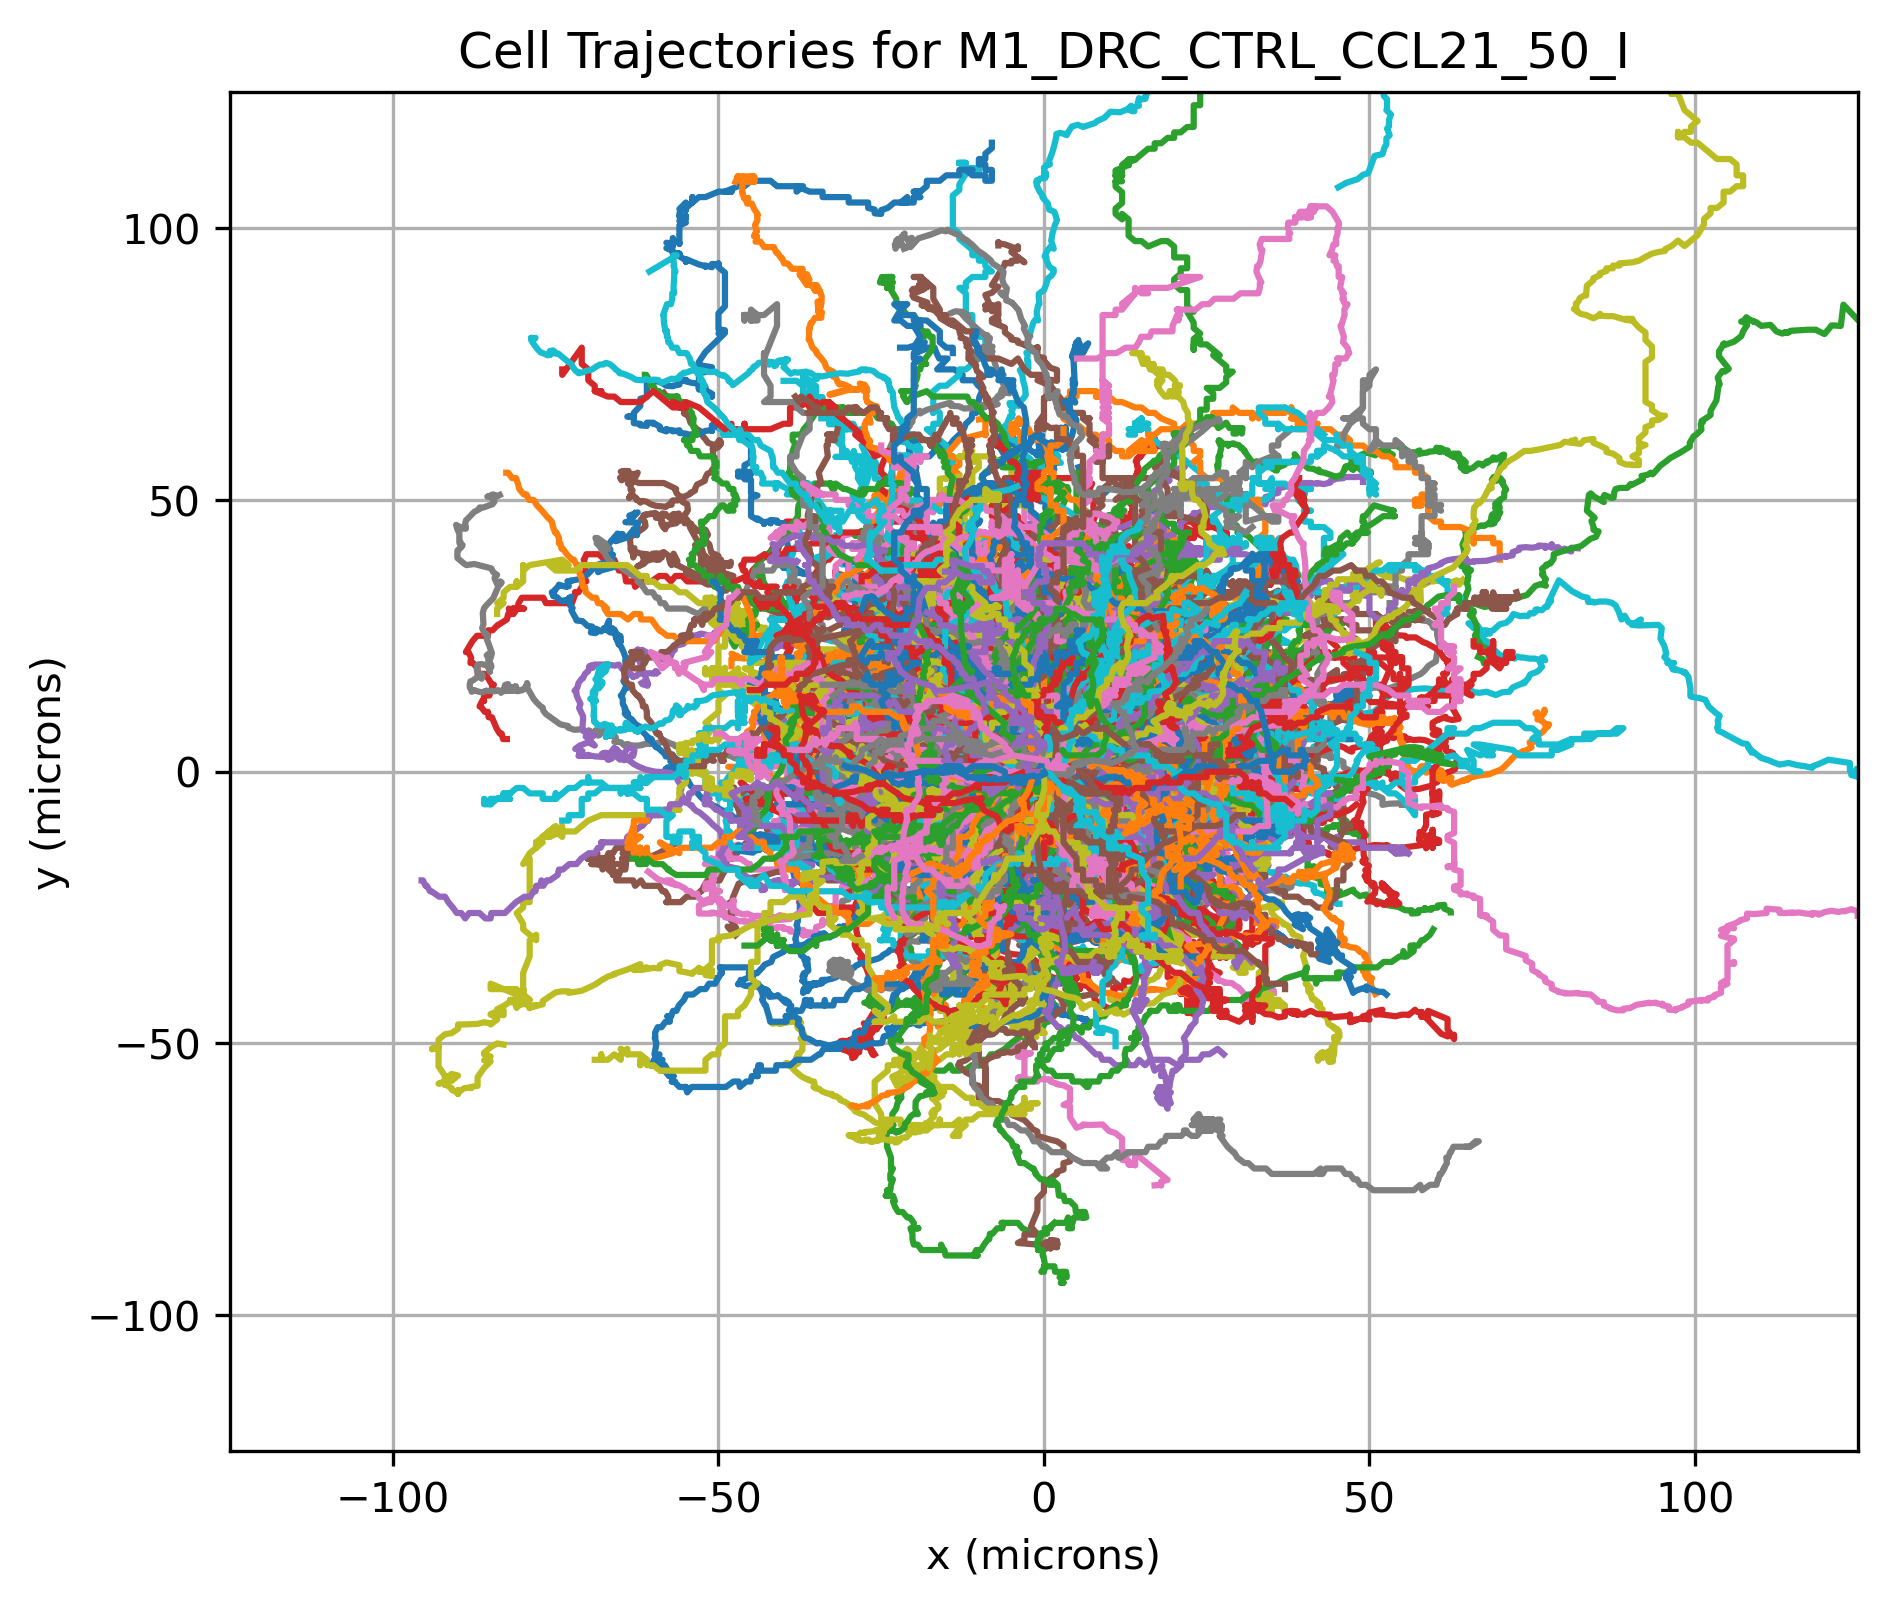 Cell Trajectories for M1_DRC_CTRL_CCL21_50_I
100
50
0
−50
−100
y (microns)
−100 −50 0 50 100
x (microns)